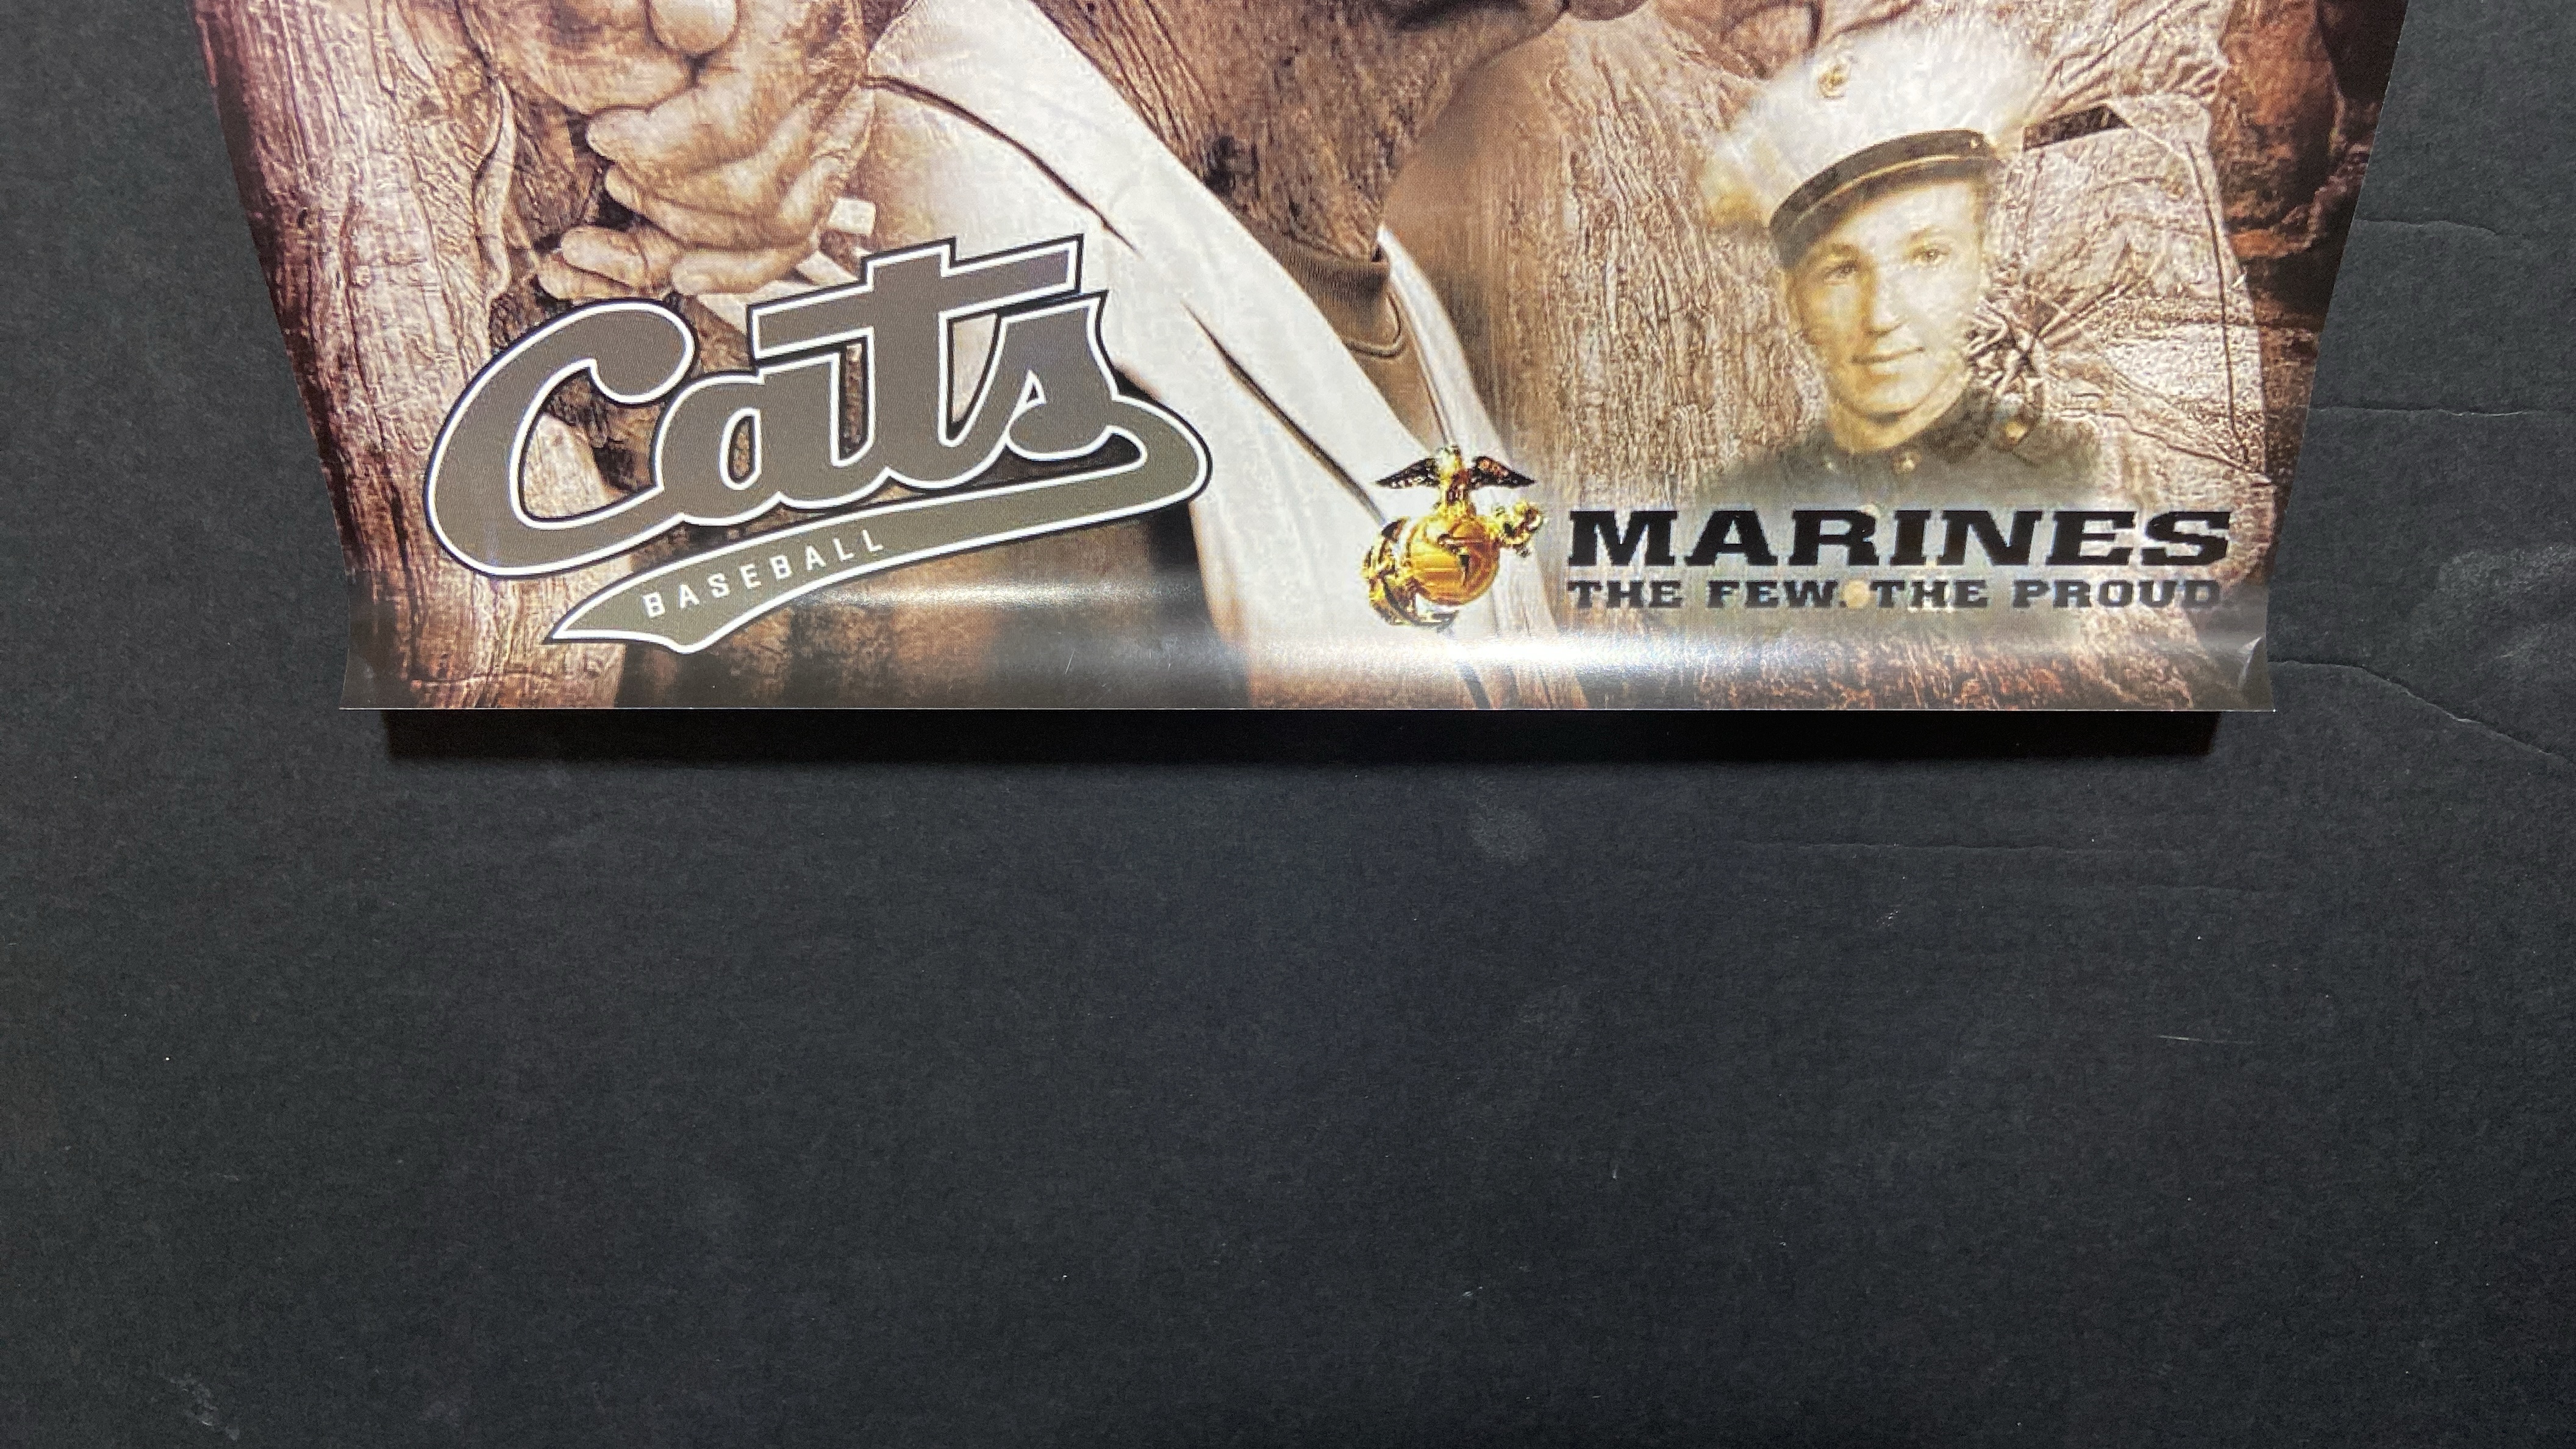 Cats
BASEBALL
MARINES
THE FEW. THE PROUD.